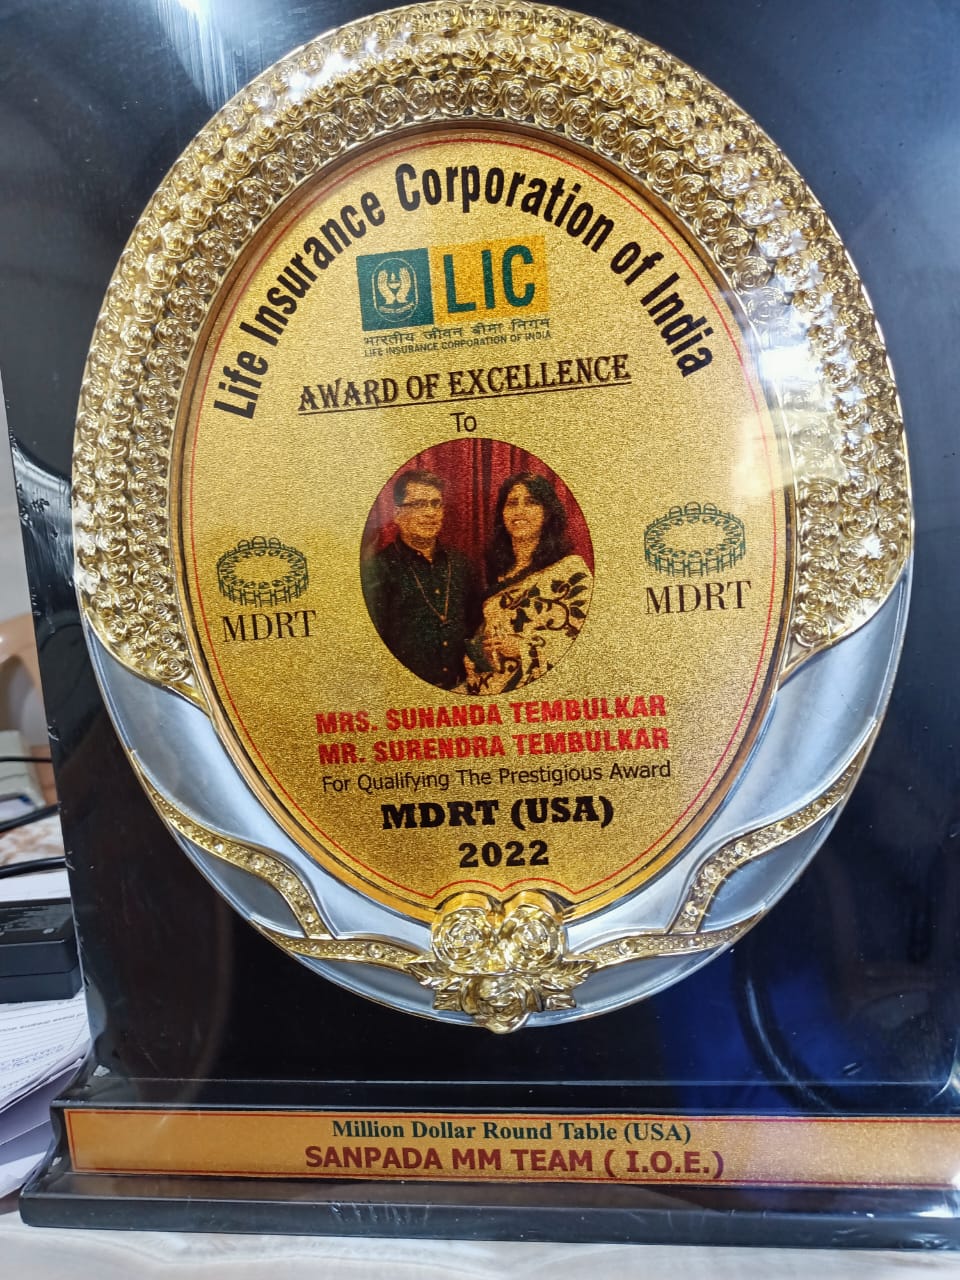 Life Insurance Corporation of India
LIC
भारतीय जीवन बीमा निगम
LIFE INSURANCE CORPORATION OF INDIA
AWARD OF EXCELLENCE
To
MDRT
MDRT
MRS. SUNANDA TEMBULKAR
MR. SURENDRA TEMBULKAR
For Qualifying The Prestigious Award
MDRT (USA)
2022
Million Dollar Round Table (USA)
SANPADA MM TEAM ( I.O.E.)